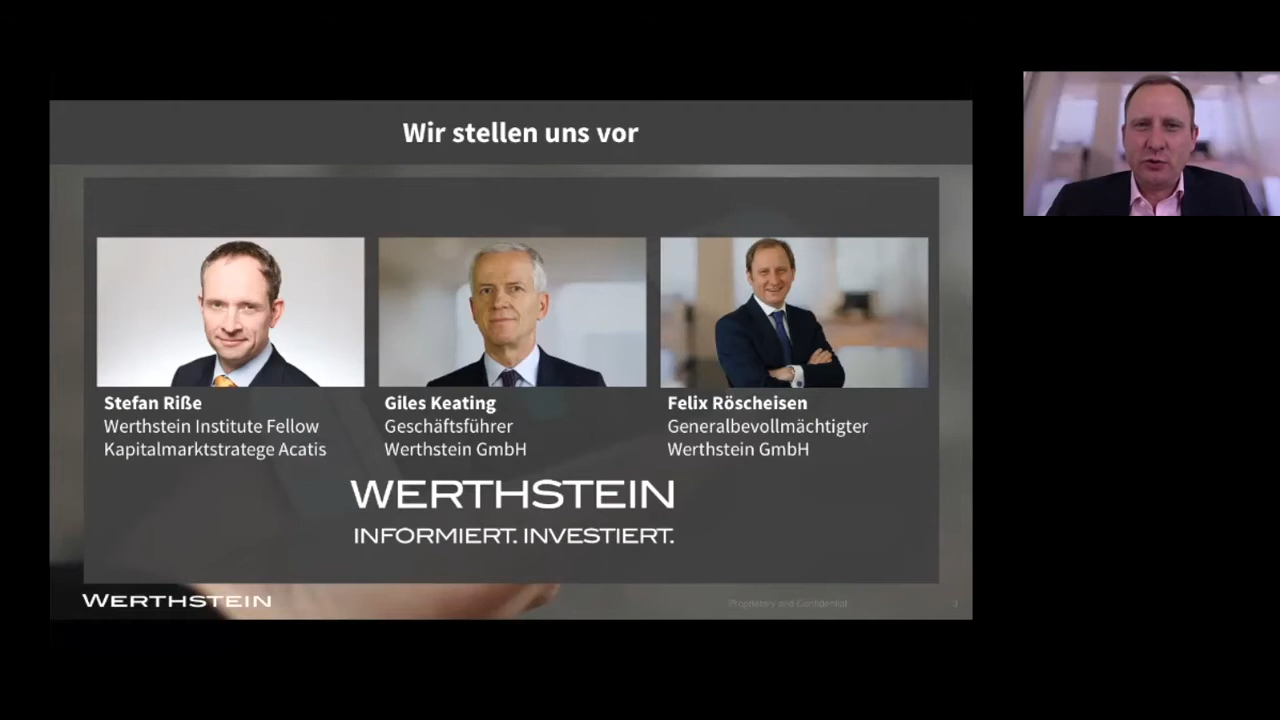 Wir stellen uns vor
Stefan Riße
Werthstein Institute Fellow
Kapitalmarktstratege Acatis
Giles Keating
Geschäftsführer
Werthstein GmbH
Felix Röscheisen
Generalbevollmächtigter
Werthstein GmbH
WERTHSTEIN
INFORMIERT. INVESTIERT.
WERTHSTEIN
Proprietary and Confidential
3